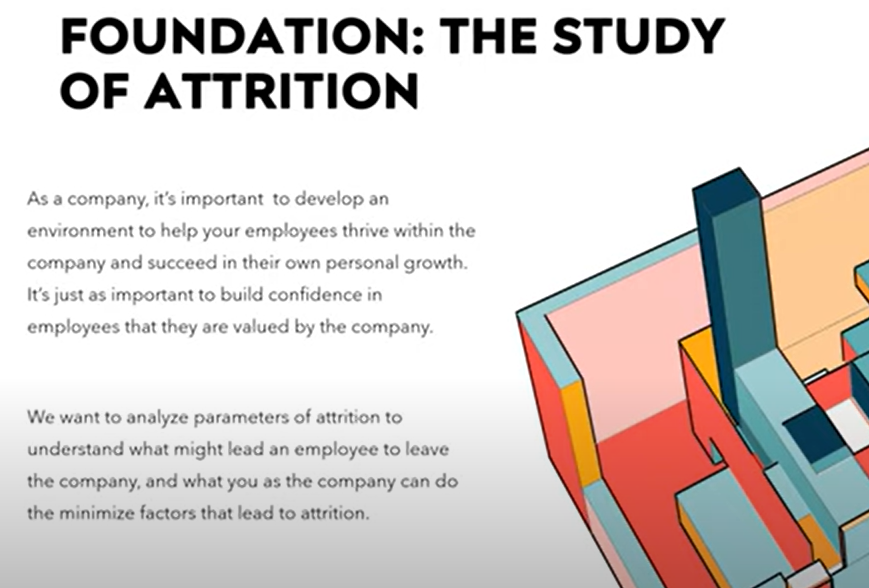 FOUNDATION: THE STUDY
OF ATTRITION
As a company, it's important to develop an
environment to help your employees thrive within the
company and succeed in their own personal growth.
It's just as important to build confidence in
employees that they are valued by the company.
We want to analyze parameters of attrition to
understand what might lead an employee to leave
the company, and what you as the company can do
the minimize factors that lead to attrition.